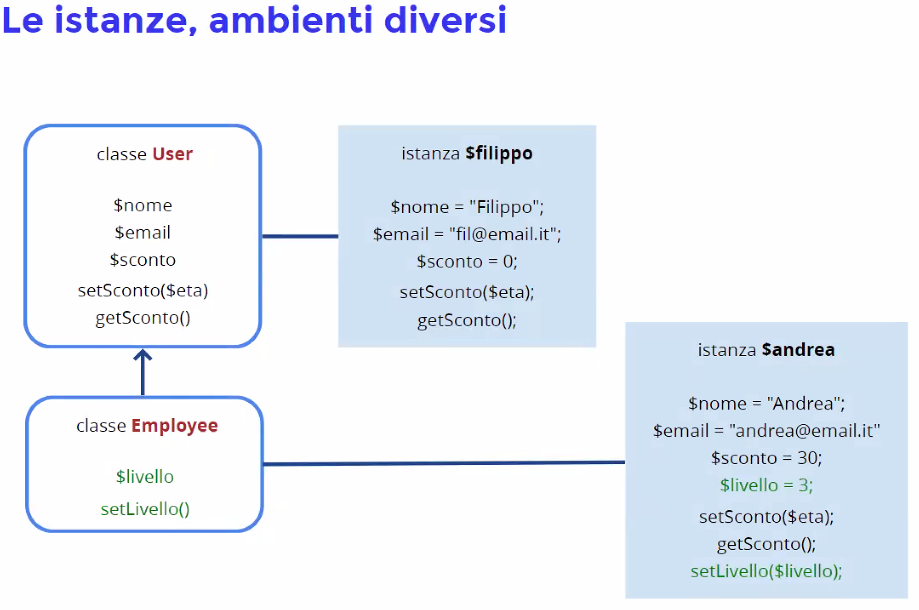 Le istanze, ambienti diversi
classe User
$nome
$email
$sconto
setSconto($eta)
getSconto()
istanza $filippo
$nome = "Filippo";
$email = "fil@email.it";
$sconto = 0;
setSconto($eta);
getSconto();
classe Employee
$livello
setLivello()
istanza $andrea
$nome = "Andrea";
$email = "andrea@email.it"
$sconto = 30;
$livello = 3;
setSconto($eta);
getSconto();
setLivello($livello);